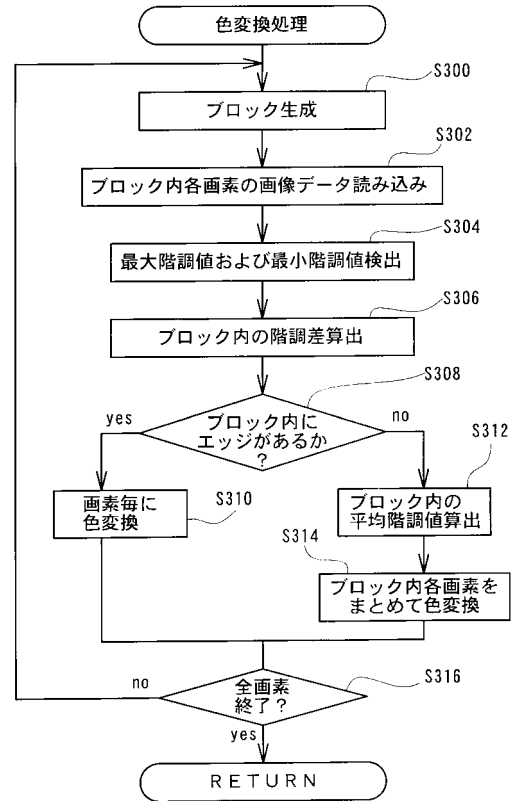 色変換処理
S300
ブロック生成
S302
ブロック内各画素の画像データ読み込み
S304
最大階調値および最小階調値検出
S306
ブロック内の階調差算出
S308
yes
ブロック内に
エッジがあるか
?
no
画素毎に
色変換
S310
S312
ブロック内の
平均階調値算出
S314
ブロック内各画素を
まとめて色変換
no
全画素
終了?
S316
yes
RETURN